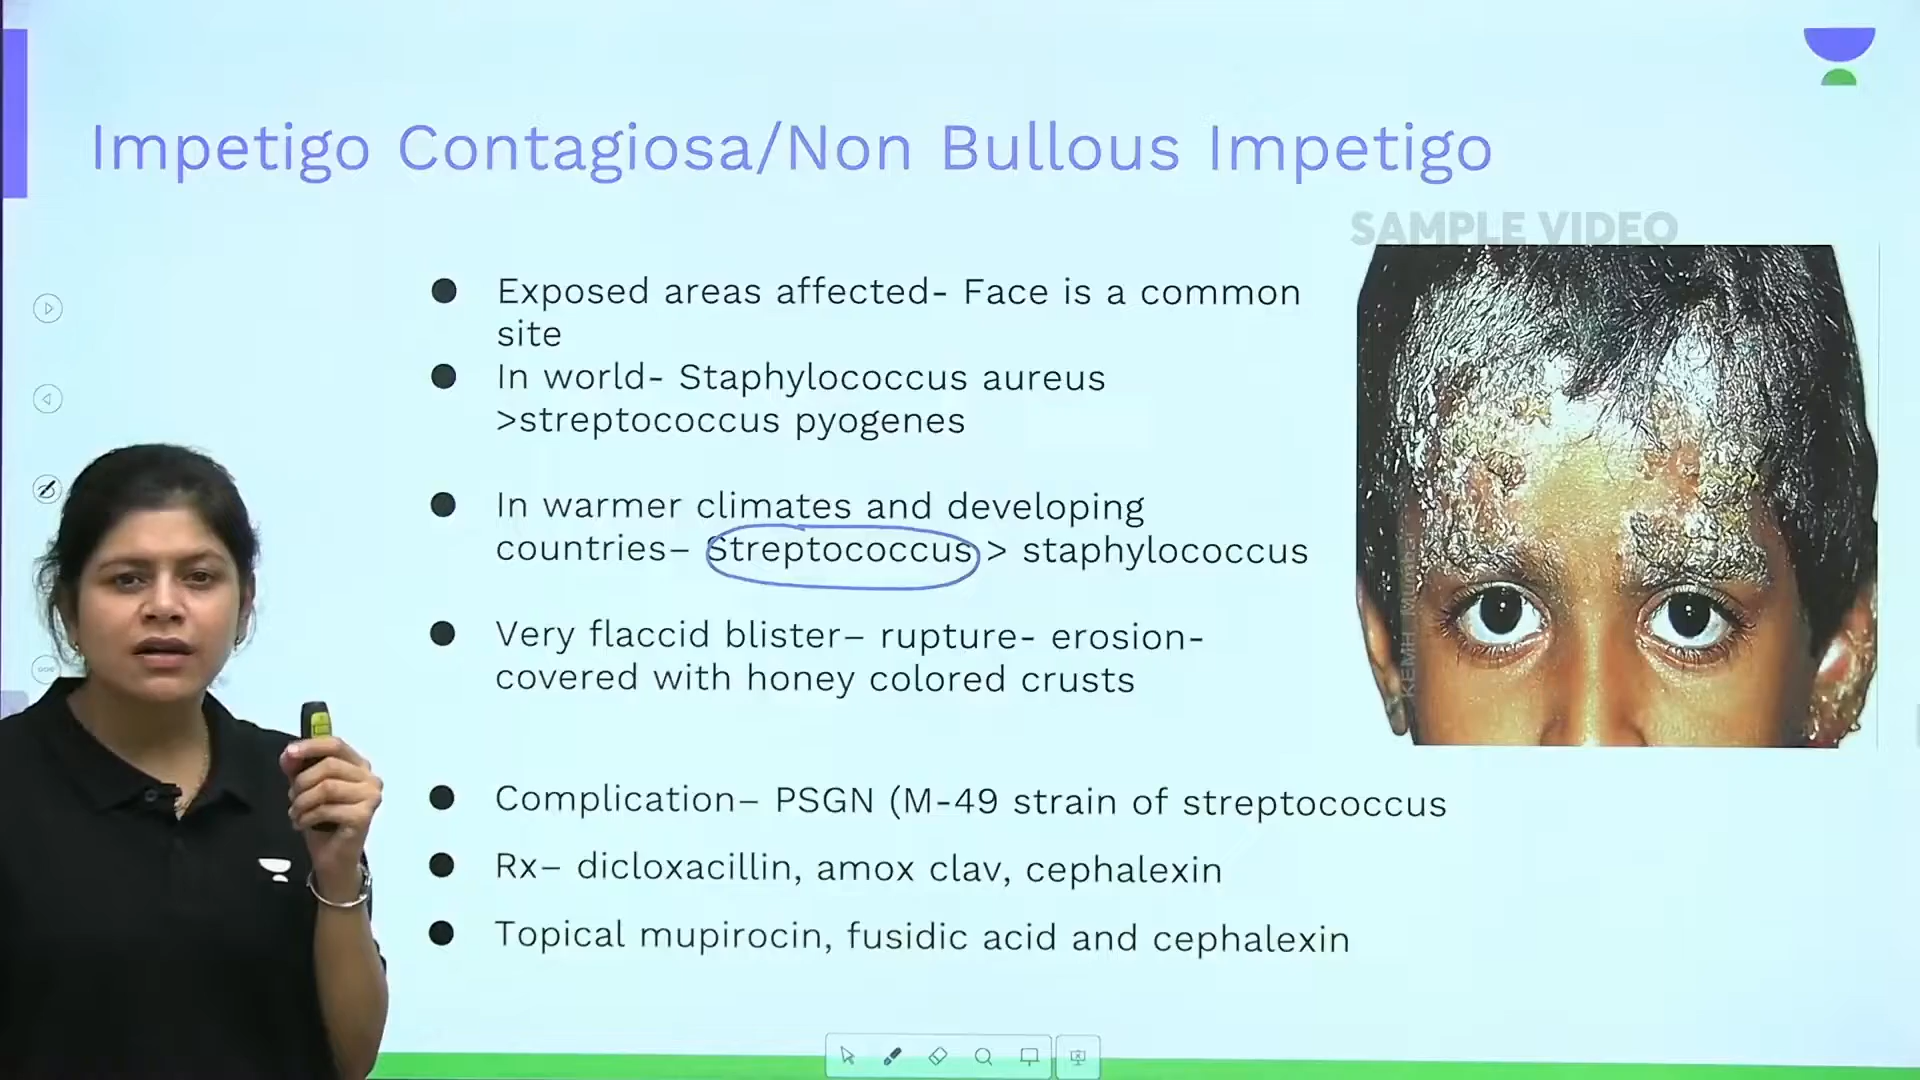 Impetigo Contagiosa/Non Bullous Impetigo
SAMPLE VIDEO
● Exposed areas affected- Face is a common
site
● In world- Staphylococcus aureus
>streptococcus pyogenes
● In warmer climates and developing
countries– Streptococcus > staphylococcus
● Very flaccid blister– rupture- erosion-
covered with honey colored crusts
● Complication– PSGN (M-49 strain of streptococcus
● Rx– dicloxacillin, amox clav, cephalexin
● Topical mupirocin, fusidic acid and cephalexin
KEMH, Mumbai